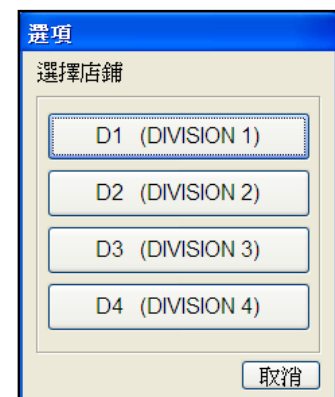 選項
選擇店鋪
D1 (DIVISION 1)
D2 (DIVISION 2)
D3 (DIVISION 3)
D4 (DIVISION 4)
取消